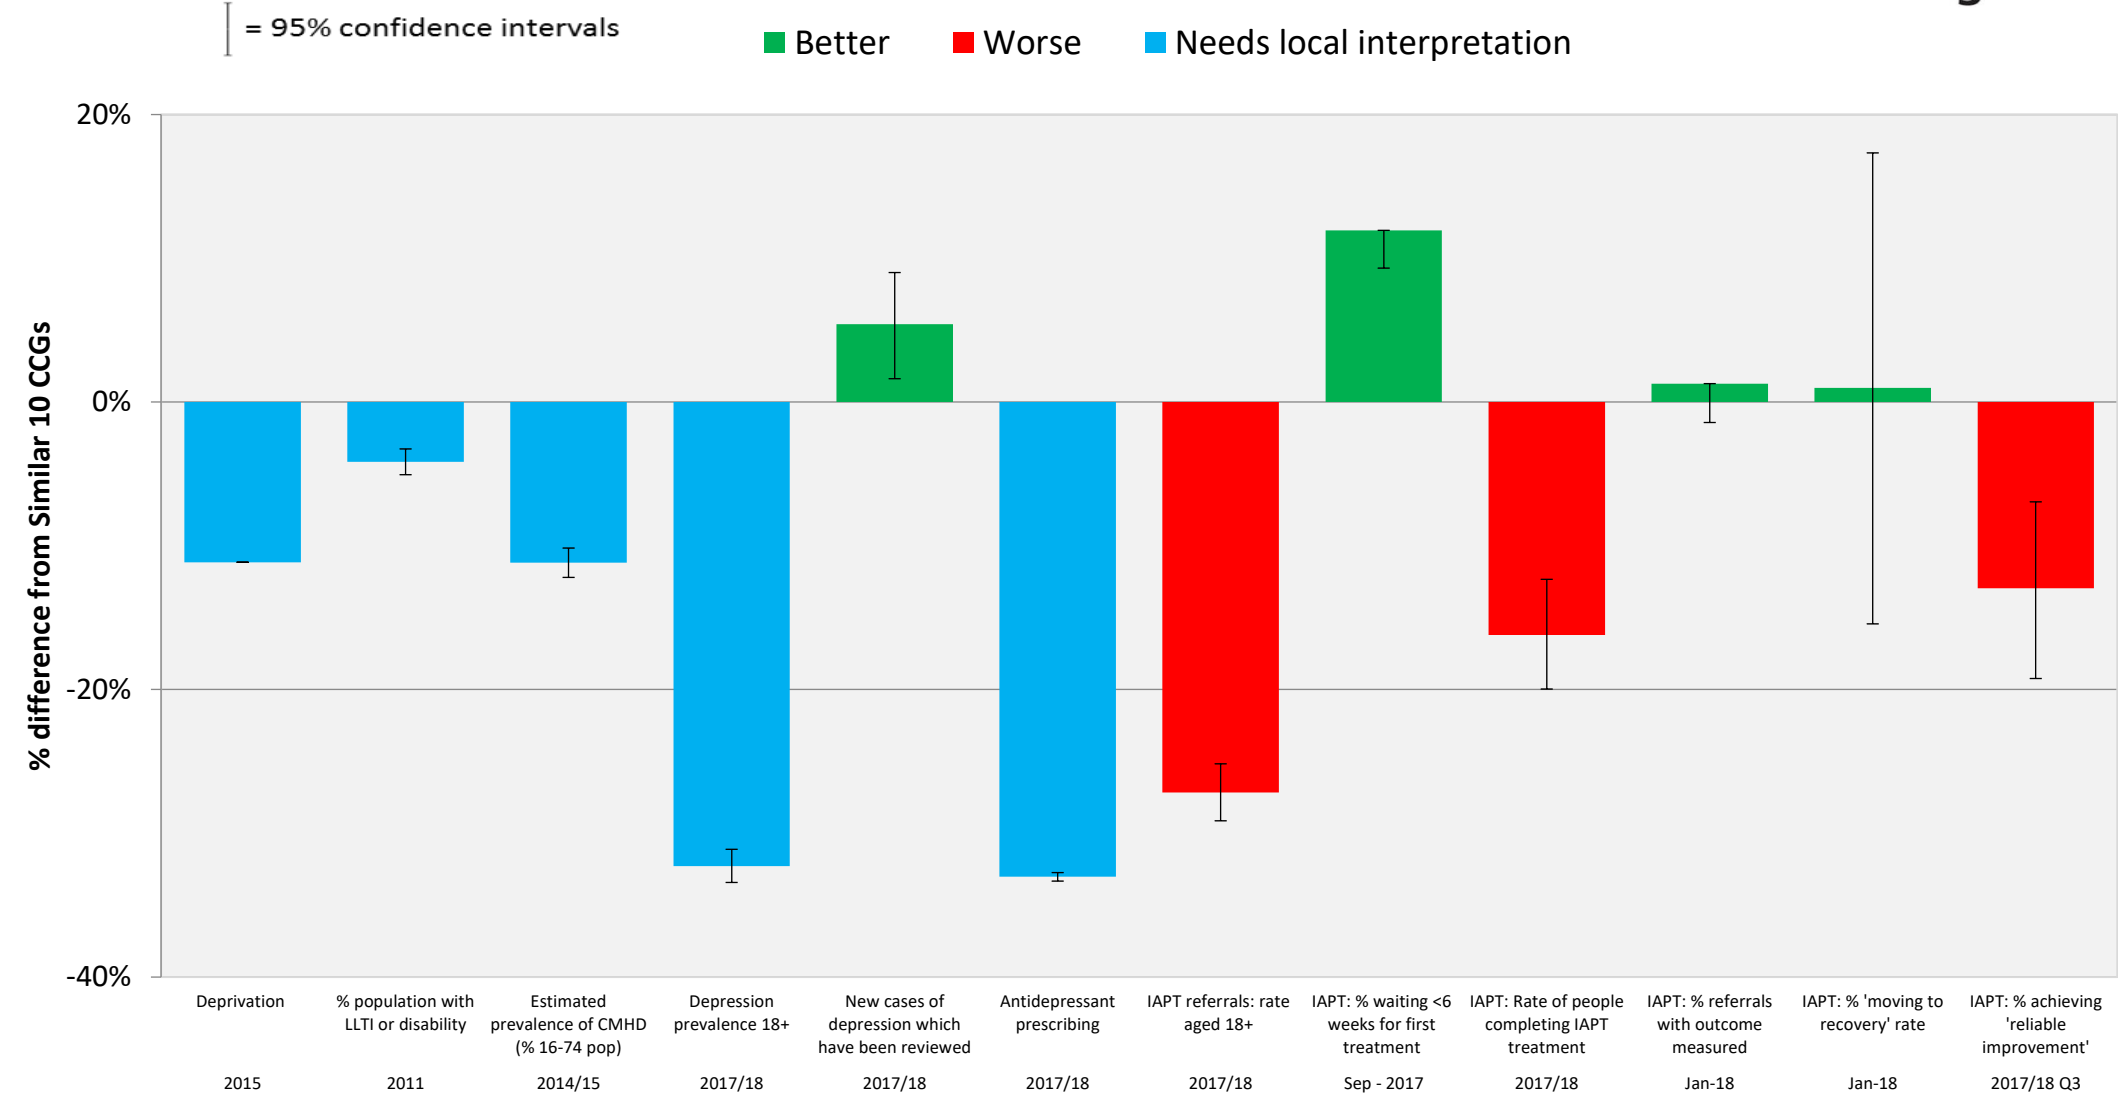 = 95% confidence intervals
Better Worse Needs local interpretation
% difference from Similar 10 CCGs
20%
0%
-20%
-40%
Deprivation
2015
% population with
LLTI or disability
2011
Estimated
prevalence of CMHD
(% 16-74 pop)
2014/15
Depression
prevalence 18+
2017/18
New cases of
depression which
have been reviewed
2017/18
Antidepressant
prescribing
2017/18
IAPT referrals: rate
aged 18+
2017/18
IAPT: % waiting <6
weeks for first
treatment
Sep - 2017
IAPT: Rate of people
completing IAPT
treatment
2017/18
IAPT: % referrals
with outcome
measured
Jan-18
IAPT: % 'moving to
recovery' rate
Jan-18
IAPT: % achieving
'reliable
improvement'
2017/18 Q3